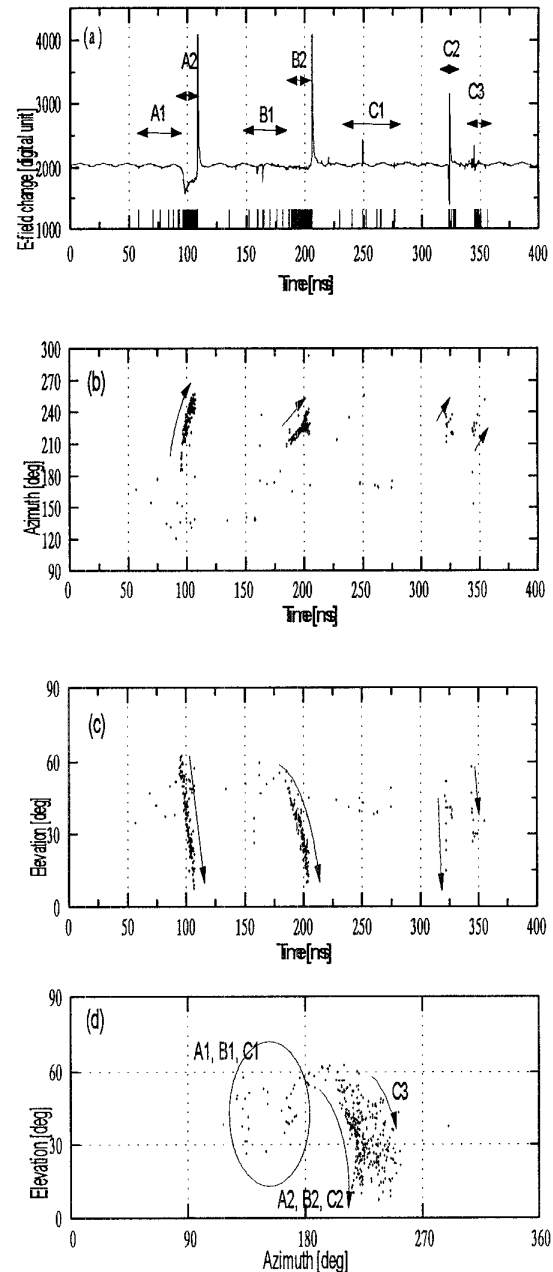 (a)
4000
3000
2000
1000
E-field change [digital unit]
A1
A2
B1
B2
C1
C2
C3
0 50 100 150 200 250 300 350 400
Time[ms]
(b)
300
270
240
210
180
150
120
90
Azimuth [deg]
0 50 100 150 200 250 300 350 400
Time[ms]
(c)
90
60
30
0
Elevation [deg]
0 50 100 150 200 250 300 350 400
Time[ms]
(d)
90
60
30
0
Elevation [deg]
A1, B1, C1
C3
A2, B2, C2
0 90 180 270 360
Azimuth [deg]